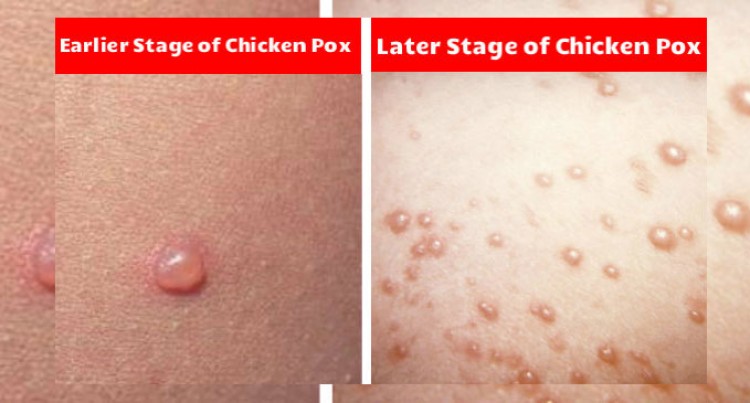 Earlier Stage of Chicken Pox
Later Stage of Chicken Pox